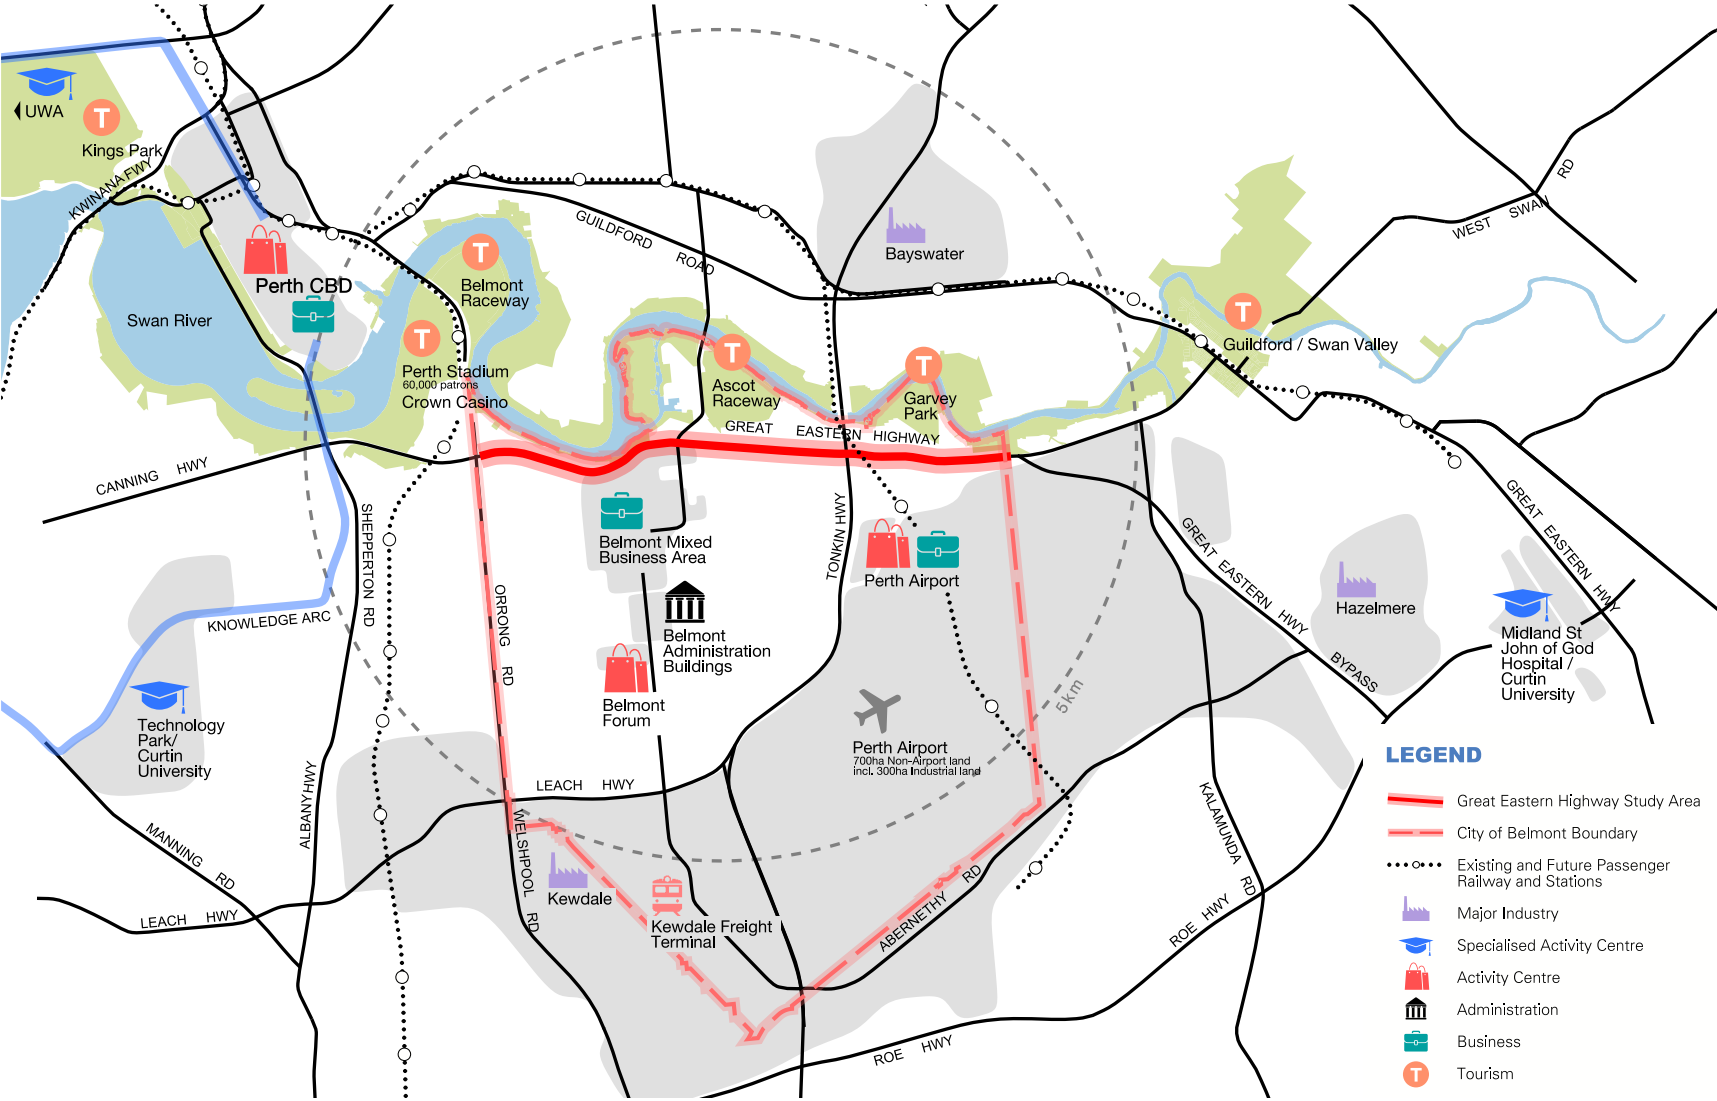 UWA
Kings Park
KWINANA FWY
Perth CBD
Swan River
Belmont
Raceway
Perth Stadium
60,000 patrons
Crown Casino
GUILDFORD
ROAD
Bayswater
WEST SWAN
RD
Guildford / Swan Valley
Ascot
Raceway
Garvey
Park
GREAT EASTERN HIGHWAY
CANNING HWY
SHEPPERTON RD
KNOWLEDGE ARC
Technology
Park/
Curtin
University
ORRONG RD
Belmont Mixed
Business Area
Belmont
Administration
Buildings
Belmont
Forum
TONKIN HWY
Perth Airport
Perth Airport
700ha Non-Airport land
incl. 300ha Industrial land
5km
GREAT EASTERN HWY
BYPASS
Hazelmere
GREAT EASTERN HWY
Midland St
John of God
Hospital /
Curtin
University
LEACH HWY
WELSHPOOL RD
ALBANY HWY
MANNING RD
LEACH HWY
Kewdale
Kewdale Freight
Terminal
ABERNETHY RD
KALAMUNDA RD
ROE HWY
ROE HWY
LEGEND
Great Eastern Highway Study Area
City of Belmont Boundary
Existing and Future Passenger
Railway and Stations
Major Industry
Specialised Activity Centre
Activity Centre
Administration
Business
T
Tourism
T
T
T
T
T
T